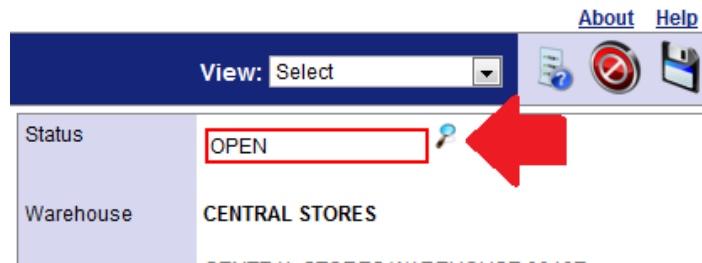 About Help
View: Select
Status
OPEN
Warehouse CENTRAL STORES